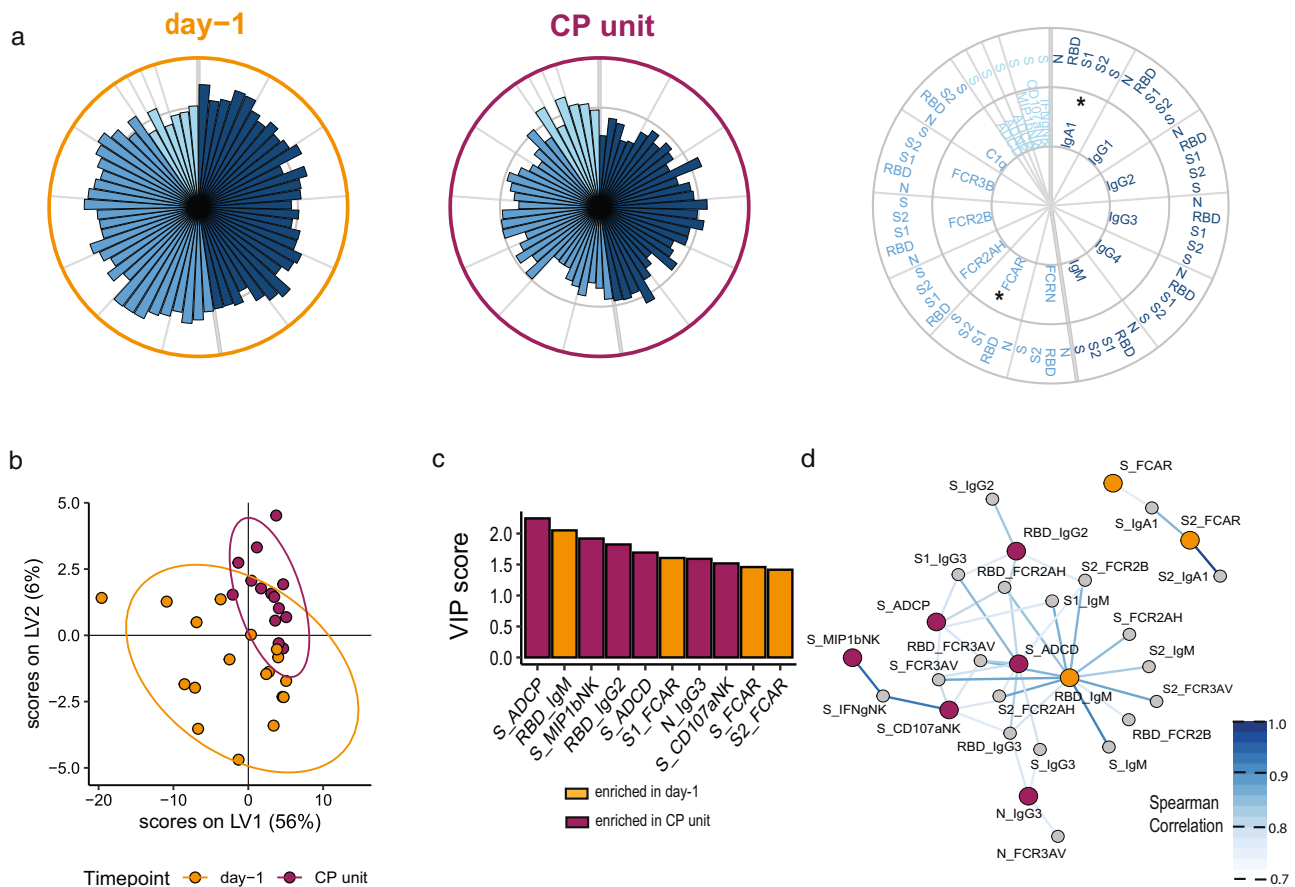 a
day−1
CP unit
N RBD S1 S2 S
N RBD S1 S2 S
N RBD S1 S2 S
N RBD S1 S2 S
N RBD S1 S2 S
N RBD S1 S2 S
N RBD S2 S
N RBD S1 S2 S
N RBD S1 S2 S
N RBD S1 S2 S
S S S S S S
IgA1
*
IgG1
IgG2
IgG3
IgG4
IgM
FCRN
FCAR
*
FCR2AH
FCR2B
FCR3B
C1q
b
scores on LV2 (6%)
5.0
2.5
0.0
−2.5
−5.0
−20
−10
0
10
scores on LV1 (56%)
Timepoint
day−1
CP unit
c
VIP score
2.0
1.5
1.0
0.5
0.0
S_ADCP
RBD_IgM
S_MIP1bNK
RBD_IgG2
S_ADCD
S1_FCAR
N_IgG3
S_CD107aNK
S_FCAR
S2_FCAR
enriched in day-1
enriched in CP unit
d
S_FCAR
S_IgG2
S_IgA1
S2_FCAR
RBD_IgG2
S1_IgG3
RBD_FCR2AH
S2_FCR2B
S2_IgA1
S1_IgM
S_ADCP
S_FCR2AH
S_MIP1bNK
RBD_FCR3AV
S_ADCD
S2_IgM
S_FCR3AV
RBD_IgM
S2_FCR3AV
S_IFNgNK
S2_FCR2AH
S_CD107aNK
RBD_FCR2B
RBD_IgG3
S_IgG3
S_IgM
N_IgG3
N_FCR3AV
Spearman
Correlation
1.0
0.9
0.8
0.7